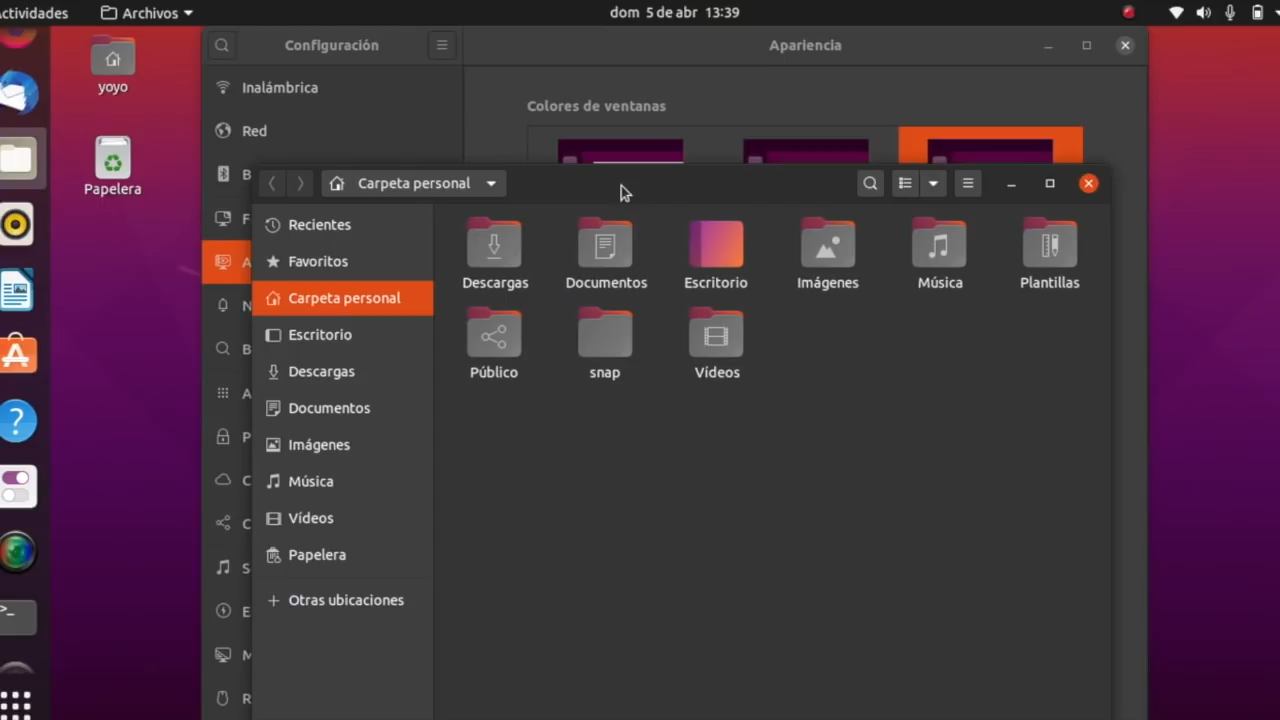 Actividades
Archivos
dom 5 de abr 13:39
Configuración
Apariencia
yoyo
Papelera
Inalámbrica
Red
Colores de ventanas
Carpeta personal
Recientes
Favoritos
Carpeta personal
Escritorio
Descargas
Documentos
Imágenes
Música
Vídeos
Papelera
Otras ubicaciones
Descargas
Documentos
Escritorio
Imágenes
Música
Plantillas
Público
snap
Vídeos